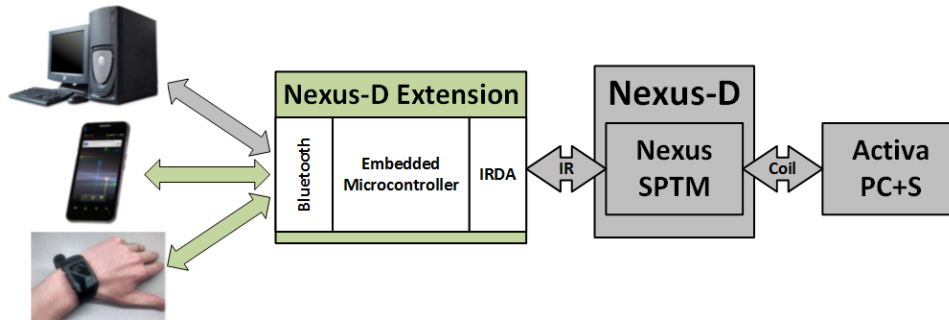 Nexus-D Extension
Bluetooth
Embedded
Microcontroller
IRDA
IR
Nexus-D
Nexus
SPTM
Coil
Activa
PC+S